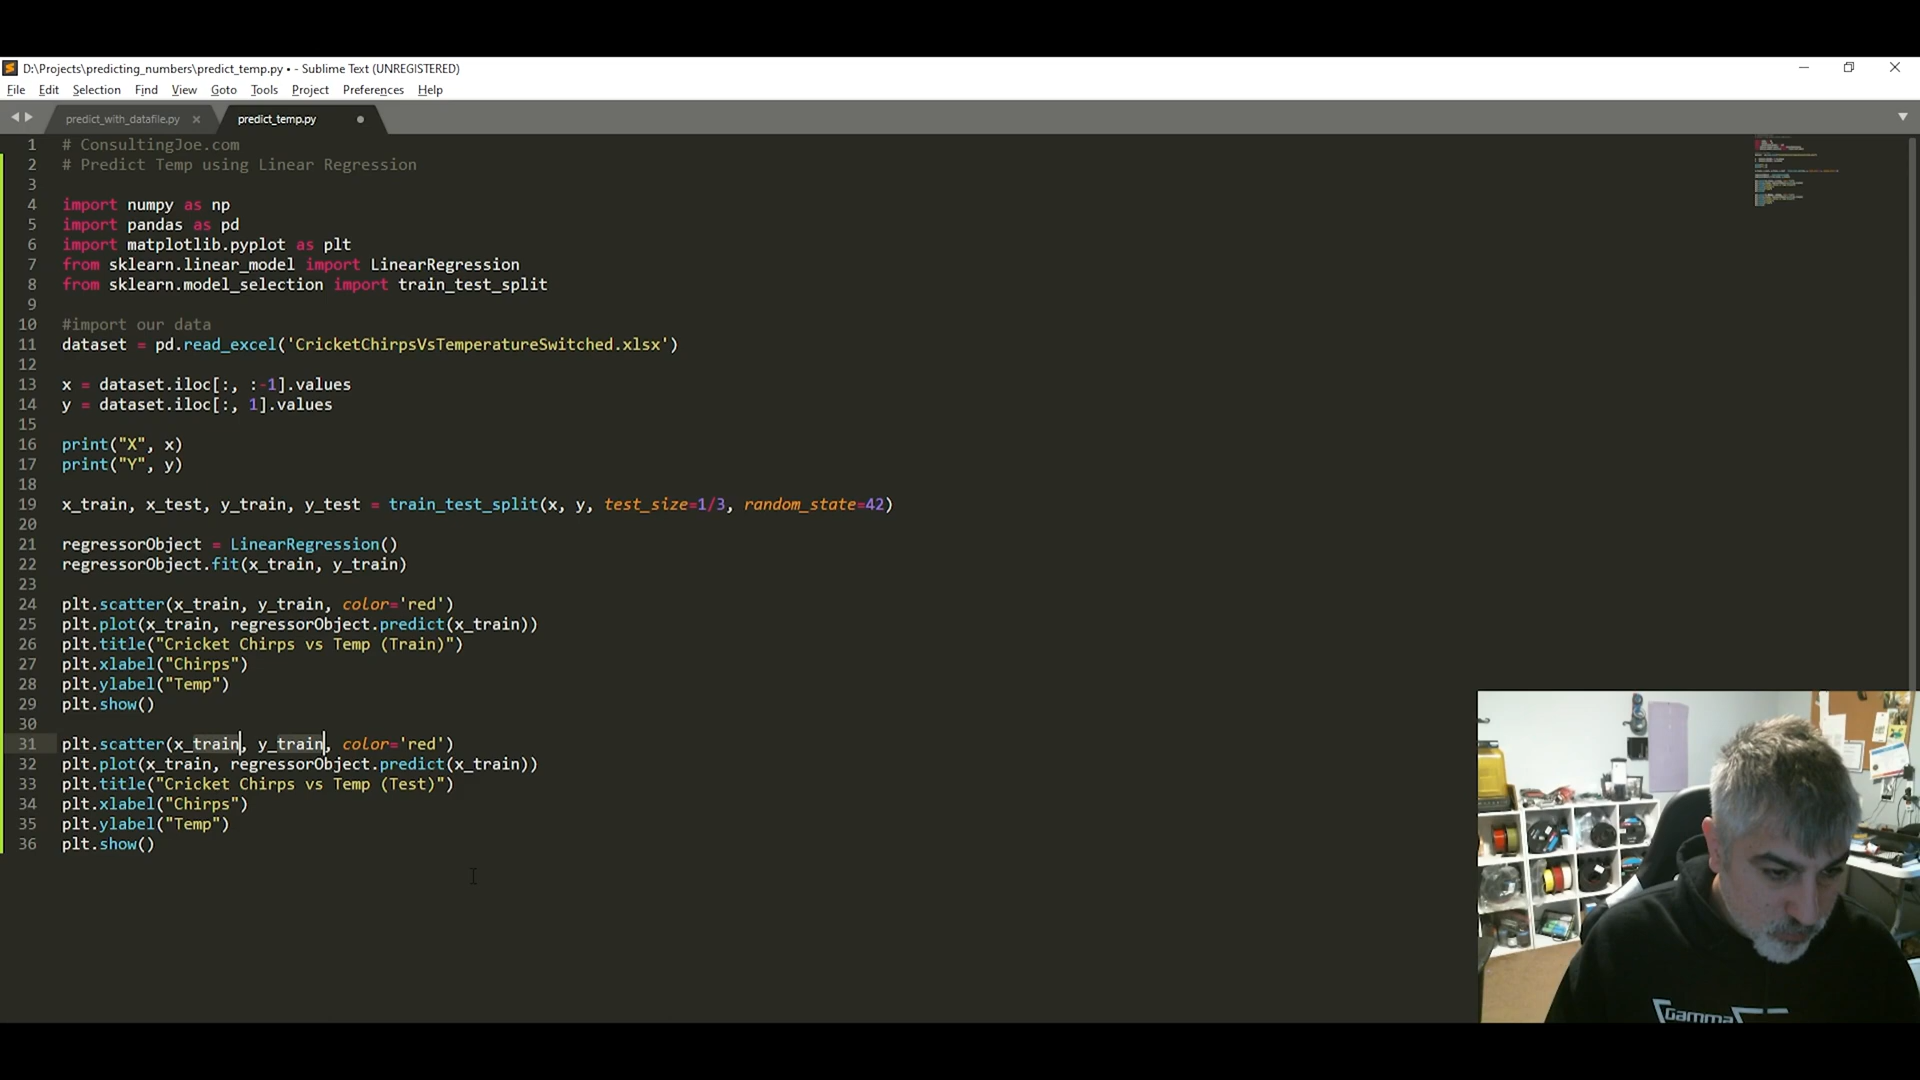 D:\Projects\predicting_numbers\predict_temp.py • - Sublime Text (UNREGISTERED)
File Edit Selection Find View Goto Tools Project Preferences Help
predict_with_datafile.py × predict_temp.py
1 # ConsultingJoe.com
2 # Predict Temp using Linear Regression
3
4 import numpy as np
5 import pandas as pd
6 import matplotlib.pyplot as plt
7 from sklearn.linear_model import LinearRegression
8 from sklearn.model_selection import train_test_split
9
10 #import our data
11 dataset = pd.read_excel('CricketChirpsVsTemperatureSwitched.xlsx')
12
13 x = dataset.iloc[:, :-1].values
14 y = dataset.iloc[:, 1].values
15
16 print("X", x)
17 print("Y", y)
18
19 x_train, x_test, y_train, y_test = train_test_split(x, y, test_size=1/3, random_state=42)
20
21 regressorObject = LinearRegression()
22 regressorObject.fit(x_train, y_train)
23
24 plt.scatter(x_train, y_train, color='red')
25 plt.plot(x_train, regressorObject.predict(x_train))
26 plt.title("Cricket Chirps vs Temp (Train)")
27 plt.xlabel("Chirps")
28 plt.ylabel("Temp")
29 plt.show()
30
31 plt.scatter(x_train, y_train, color='red')
32 plt.plot(x_train, regressorObject.predict(x_train))
33 plt.title("Cricket Chirps vs Temp (Test)")
34 plt.xlabel("Chirps")
35 plt.ylabel("Temp")
36 plt.show()
Gamma